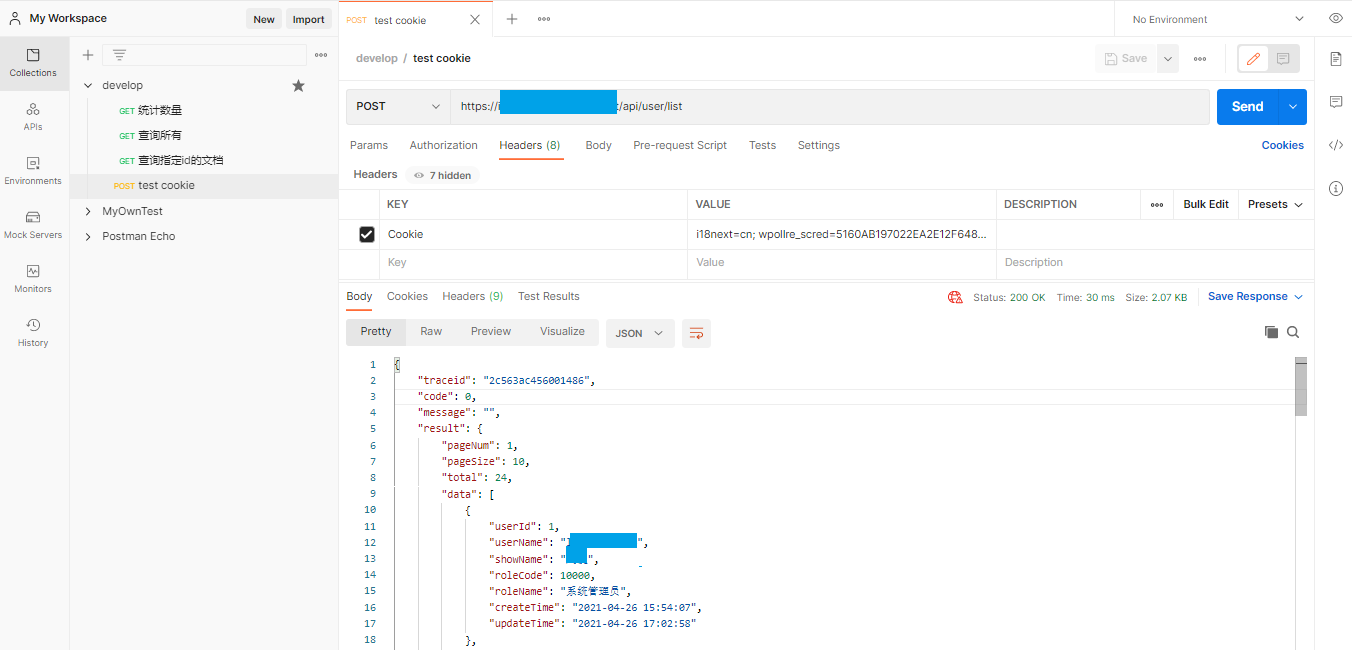 My Workspace
New
Import
POST test cookie
No Environment
Collections
APIs
Environments
Mock Servers
Monitors
History
develop
GET 统计数量
GET 查询所有
GET 查询指定id的文档
POST test cookie
MyOwnTest
Postman Echo
develop / test cookie
Save
POST
https:// /api/user/list
Send
Params Authorization Headers (8) Body Pre-request Script Tests Settings
Cookies
Headers 7 hidden
KEY VALUE DESCRIPTION
Bulk Edit Presets
Cookie i18next=cn; wpollre_scred=5160AB197022EA2E12F648...
Key Value Description
Body Cookies Headers (9) Test Results
Status: 200 OK Time: 30 ms Size: 2.07 KB Save Response
Pretty Raw Preview Visualize JSON
1 {
2 "traceid": "2c563ac456001486",
3 "code": 0,
4 "message": "",
5 "result": {
6 "pageNum": 1,
7 "pageSize": 10,
8 "total": 24,
9 "data": [
10 {
11 "userId": 1,
12 "userName": " ",
13 "showName": " ",
14 "roleCode": 10000,
15 "roleName": "系统管理员",
16 "createTime": "2021-04-26 15:54:07",
17 "updateTime": "2021-04-26 17:02:58"
18 },